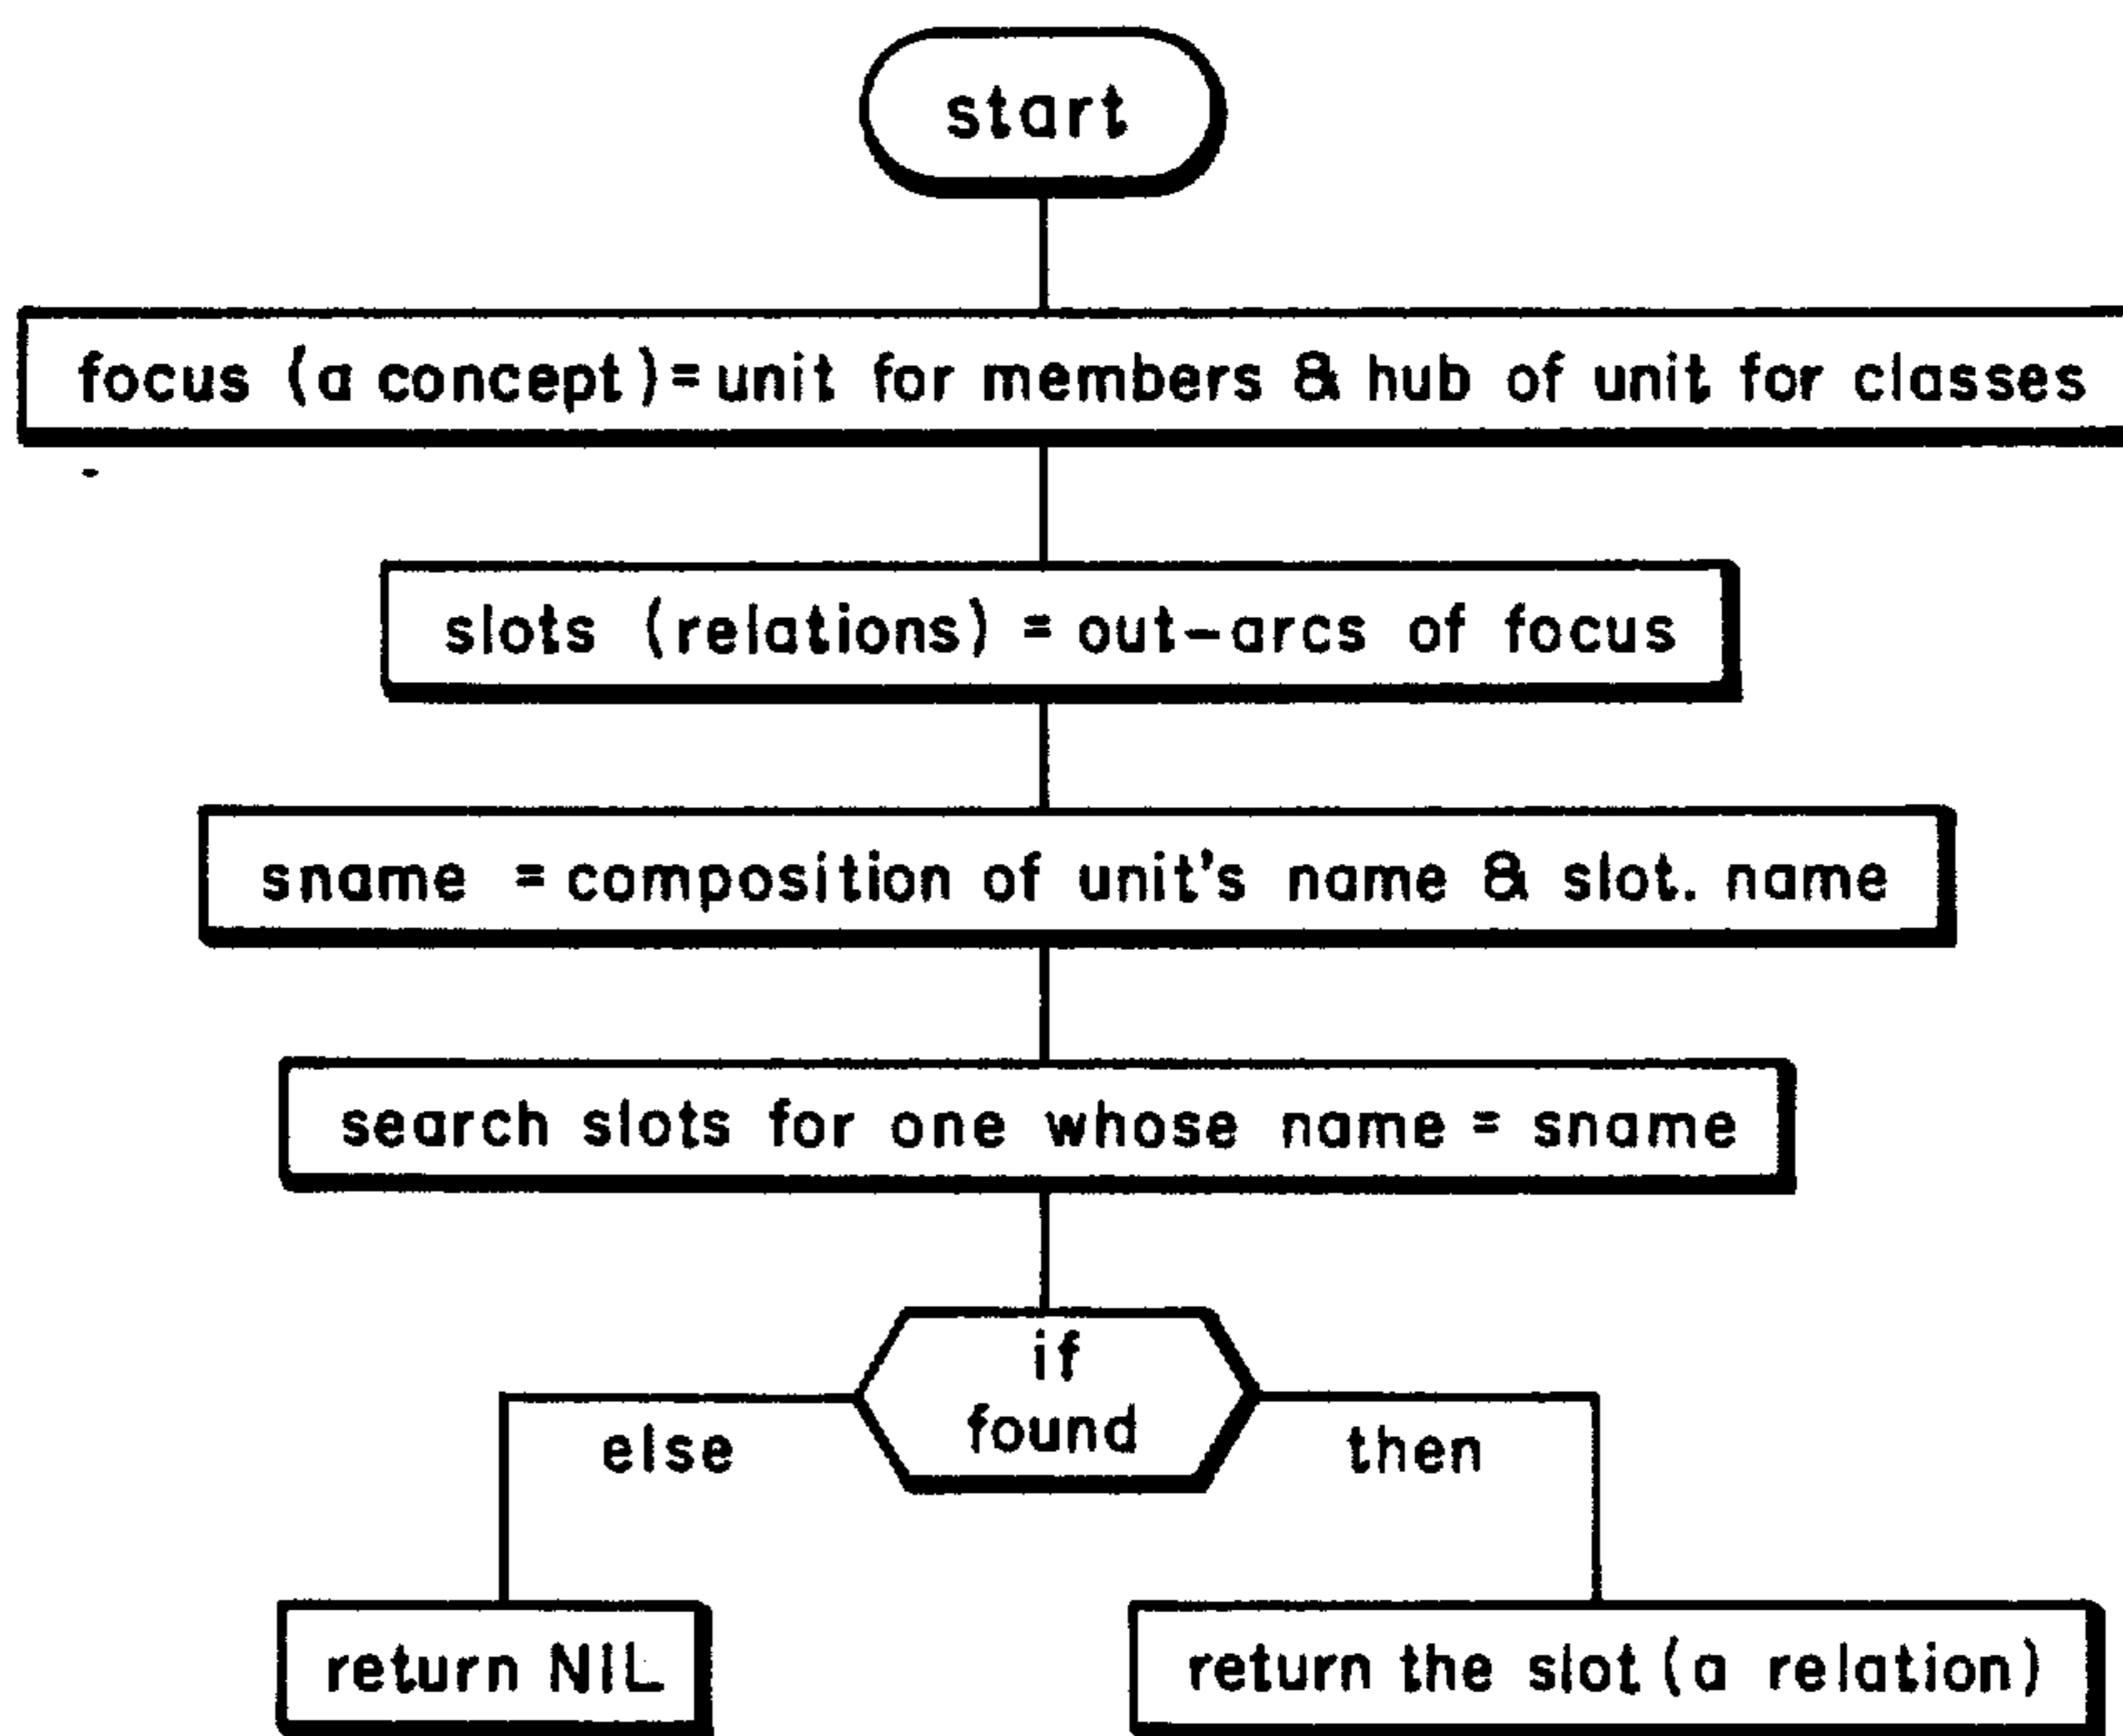 start
focus (a concept)=unit for members & hub of unit for classes
slots (relations) = out-arcs of focus
sname = composition of unit's name & slot. name
search slots for one whose name = sname
if
found
else
then
return NIL
return the slot (a relation)